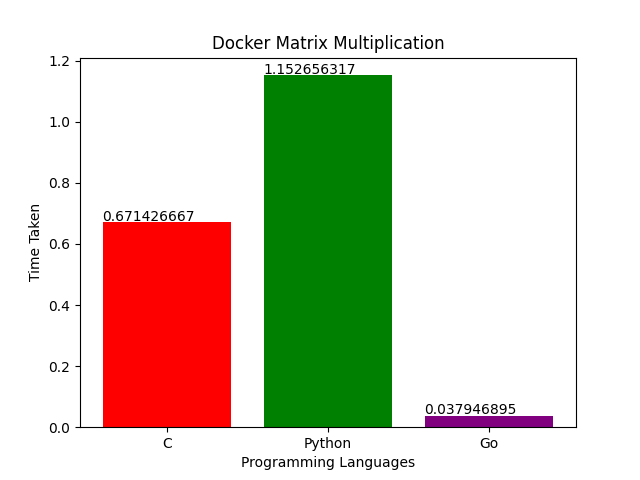 Docker Matrix Multiplication
Time Taken
1.2
1.0
0.8
0.6
0.4
0.2
0.0
0.671426667
1.152656317
0.037946895
C
Python
Go
Programming Languages